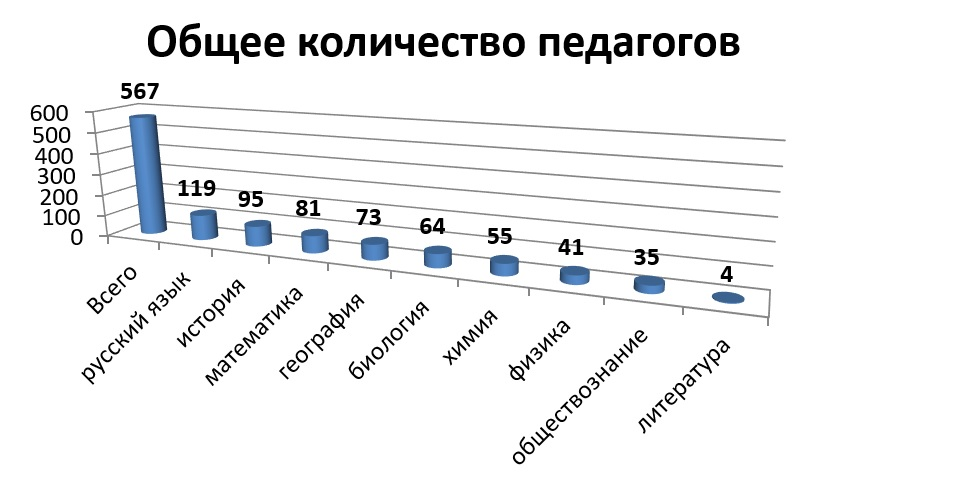 Общее количество педагогов
567
119
95
81
73
64
55
41
35
4
600
500
400
300
200
100
0
Всего
русский язык
история
математика
география
биология
химия
физика
обществознание
литература